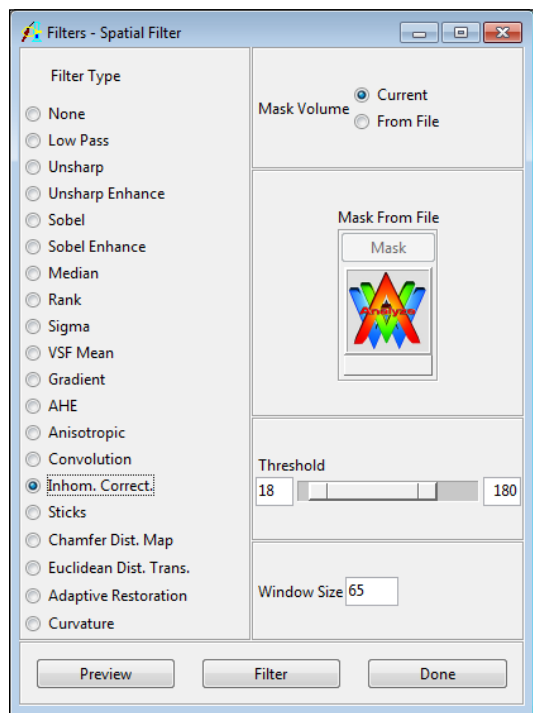 Filters - Spatial Filter
Filter Type
None
Low Pass
Unsharp
Unsharp Enhance
Sobel
Sobel Enhance
Median
Rank
Sigma
VSF Mean
Gradient
AHE
Anisotropic
Convolution
Inhom. Correct.
Sticks
Chamfer Dist. Map
Euclidean Dist. Trans.
Adaptive Restoration
Curvature
Mask Volume
Current
From File
Mask From File
Mask
Analyze
Threshold
18 180
Window Size 65
Preview Filter Done